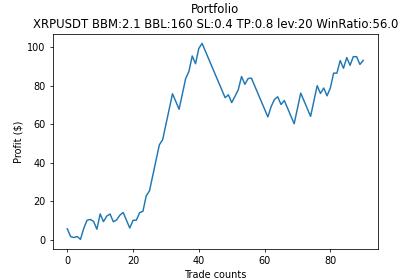 Portfolio
XRPUSDT BBM:2.1 BBL:160 SL:0.4 TP:0.8 lev:20 WinRatio:56.0
100
80
60
40
20
0
Profit ($)
0 20 40 60 80
Trade counts